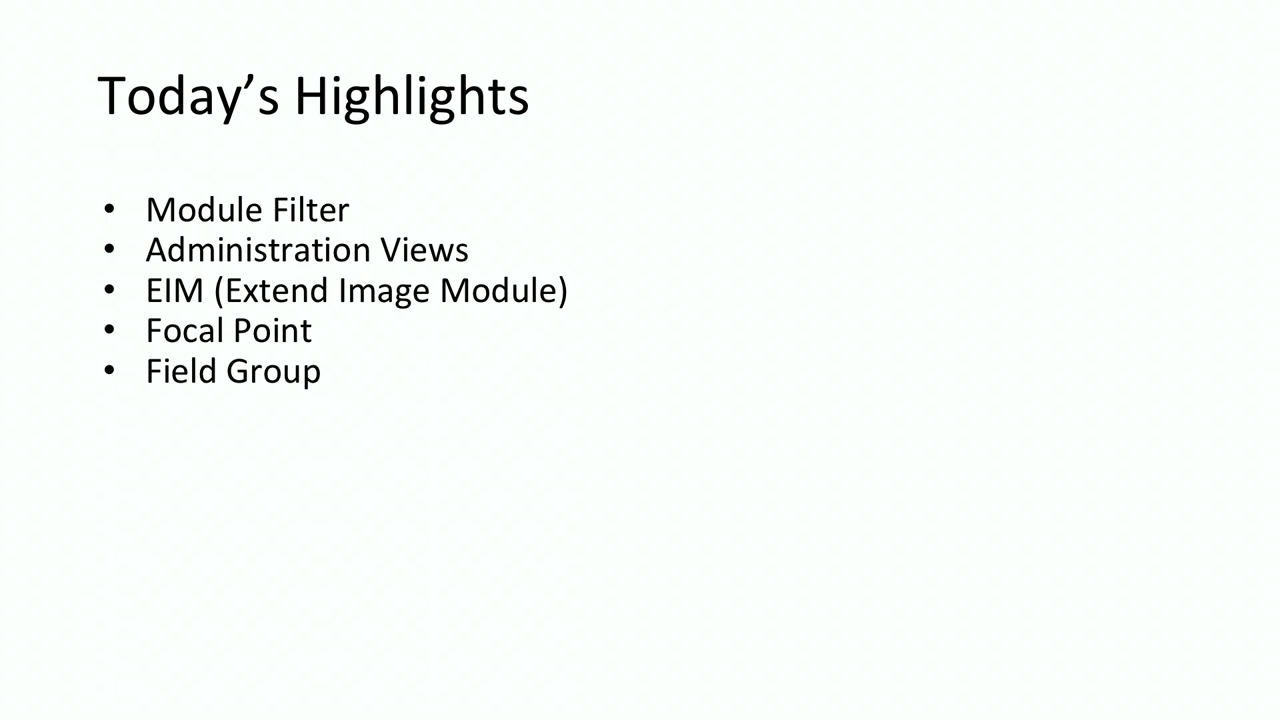 Today’s Highlights
• Module Filter
• Administration Views
• EIM (Extend Image Module)
• Focal Point
• Field Group